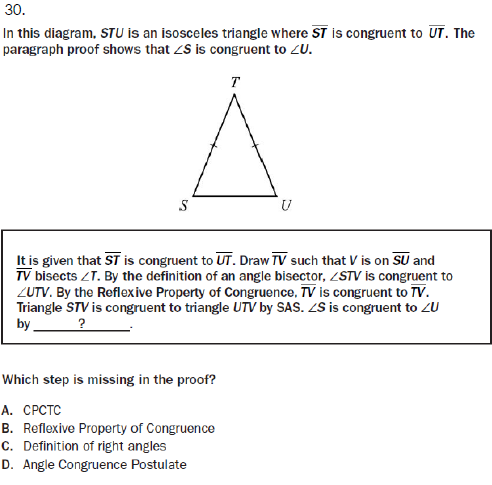 30.
In this diagram, STU is an isosceles triangle where ST is congruent to UT. The
paragraph proof shows that ∠S is congruent to ∠U.
T
S U
It is given that ST is congruent to UT. Draw TV such that V is on SU and
TV bisects ∠T. By the definition of an angle bisector, ∠STV is congruent to
∠UTV. By the Reflexive Property of Congruence, TV is congruent to TV.
Triangle STV is congruent to triangle UTV by SAS. ∠S is congruent to ∠U
by ______?______.
Which step is missing in the proof?
A. CPCTC
B. Reflexive Property of Congruence
C. Definition of right angles
D. Angle Congruence Postulate